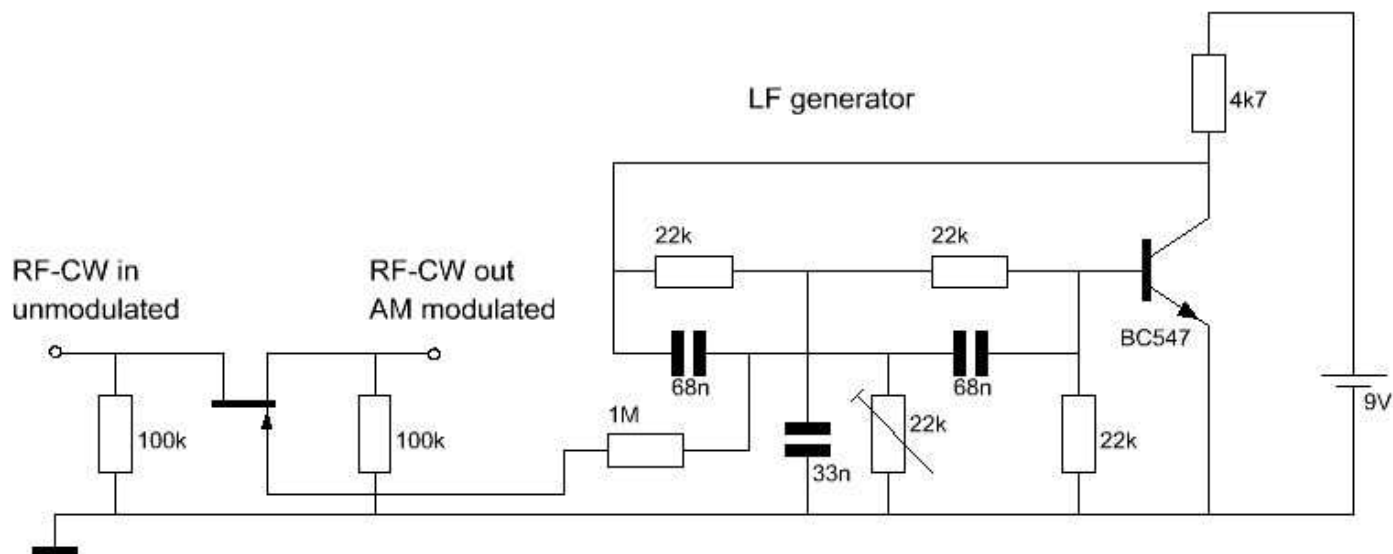 4k7
LF generator
22k
22k
RF-CW in
unmodulated
RF-CW out
AM modulated
BC547
68n
68n
9V
1M
100k
100k
22k
22k
33n